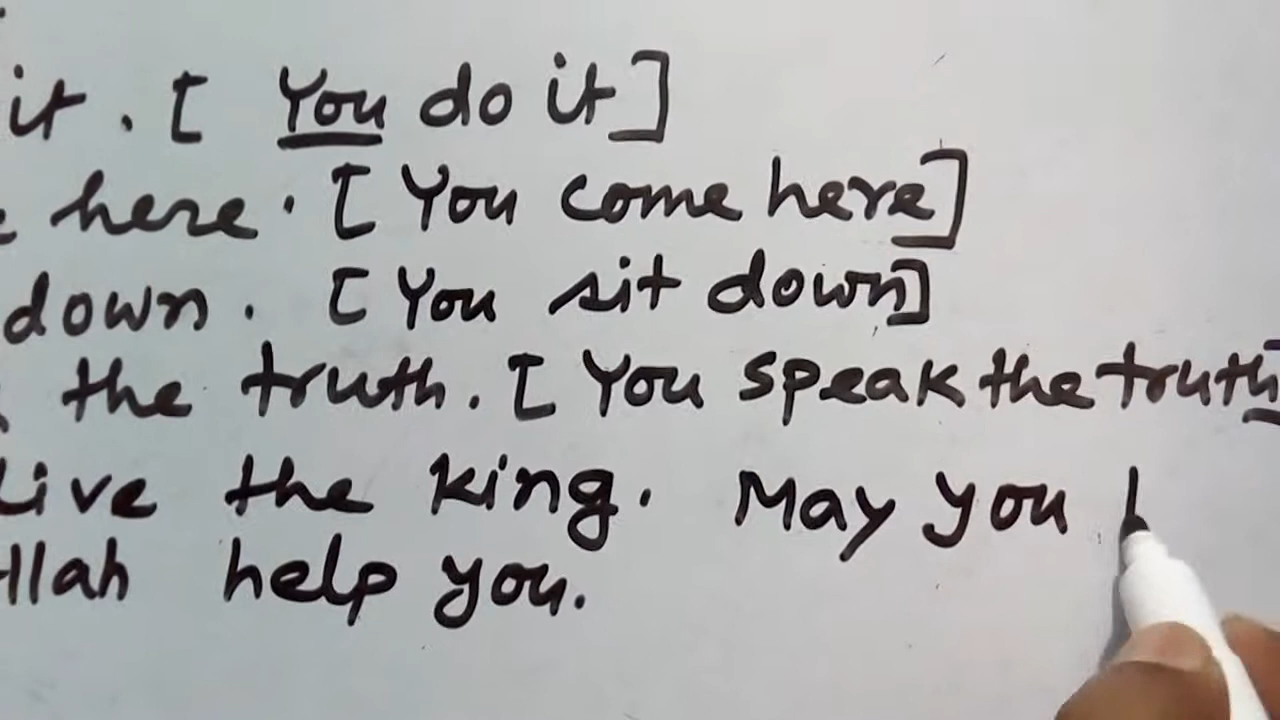 it. [ You do it]
here. [ You come here]
down. [ You sit down]
the truth. [ You speak the truth]
Live the king. May you
llah help you.